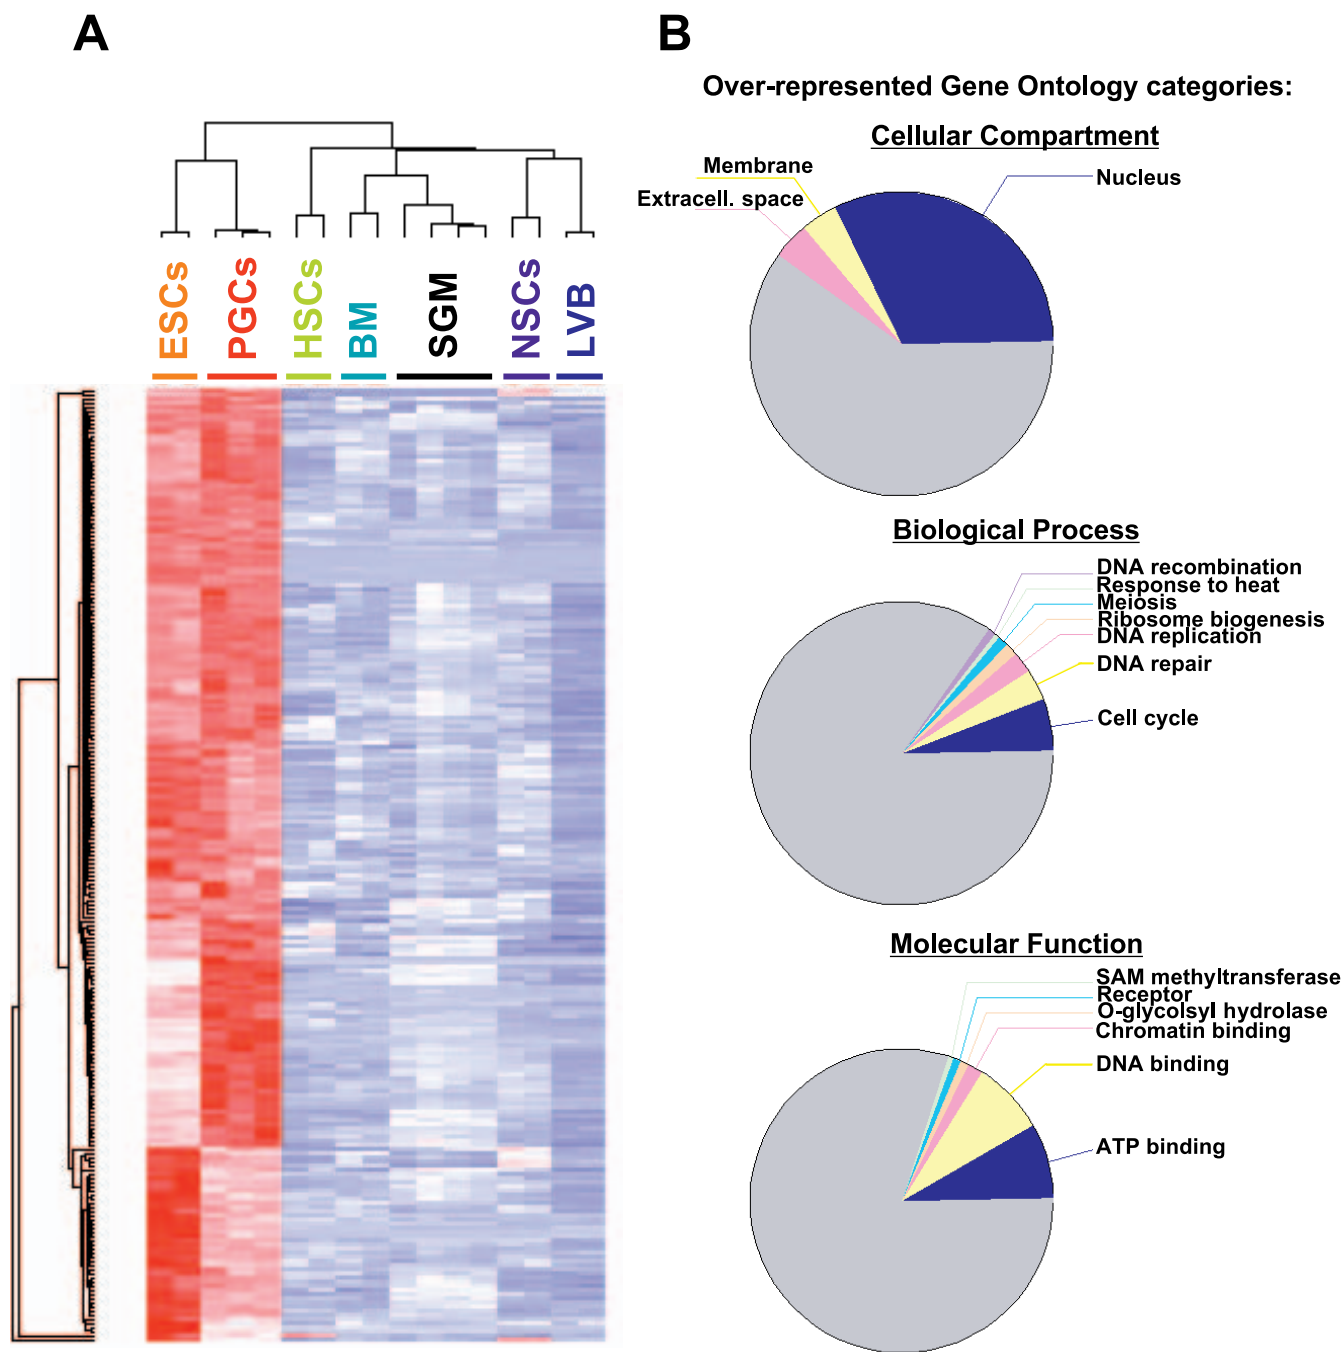 A
B
Over-represented Gene Ontology categories:
Cellular Compartment
Membrane
Extracell. space
Nucleus
ESCs
PGCs
HSCs
BM
SGM
NSCs
LVB
Biological Process
DNA recombination
Response to heat
Meiosis
Ribosome biogenesis
DNA replication
DNA repair
Cell cycle
Molecular Function
SAM methyltransferase
Receptor
O-glycolsyl hydrolase
Chromatin binding
DNA binding
ATP binding